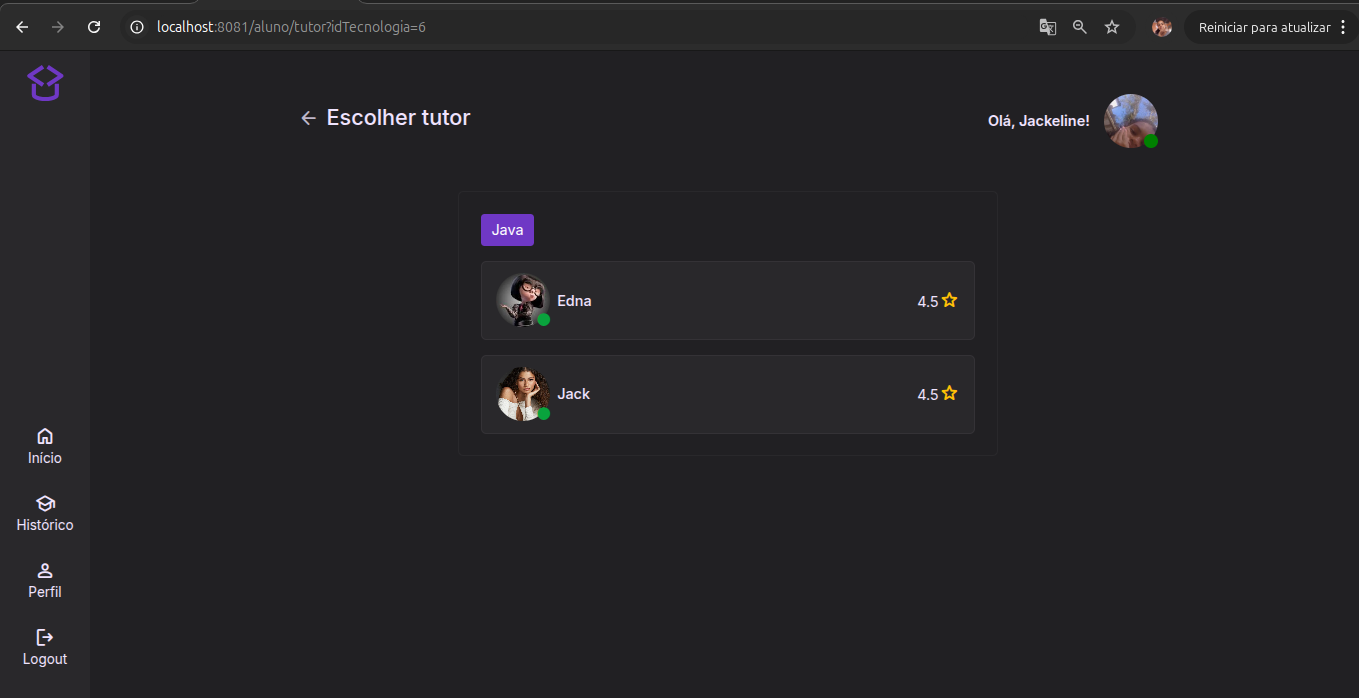 localhost:8081/aluno/tutor?idTecnologia=6
Reiniciar para atualizar
Escolher tutor
Olá, Jackeline!
Java
Edna
4.5
Jack
4.5
Início
Histórico
Perfil
Logout